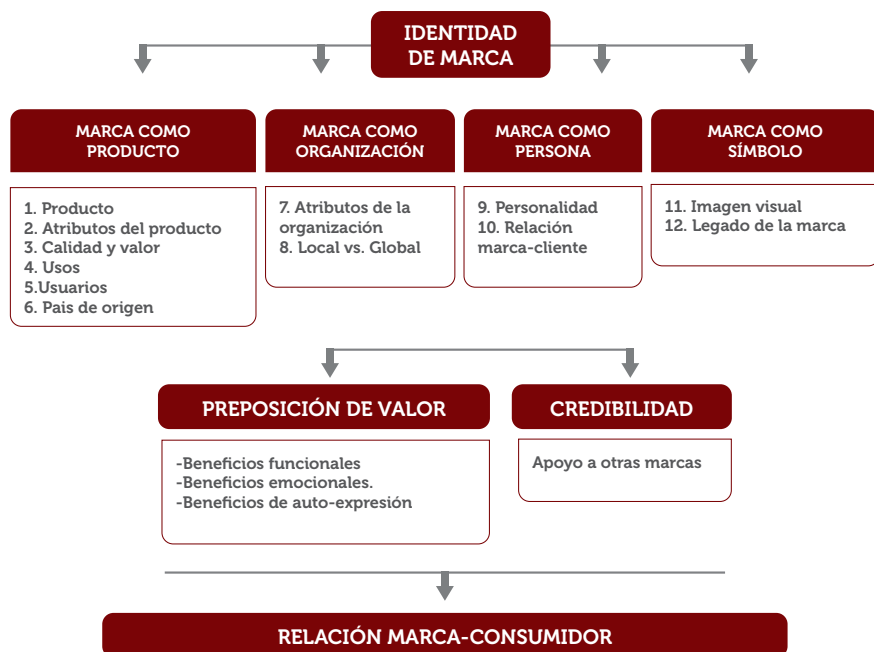 IDENTIDAD
DE MARCA
MARCA COMO
PRODUCTO
1. Producto
2. Atributos del producto
3. Calidad y valor
4. Usos
5.Usuarios
6. Pais de origen
MARCA COMO
ORGANIZACIÓN
7. Atributos de la
organización
8. Local vs. Global
MARCA COMO
PERSONA
9. Personalidad
10. Relación
marca-cliente
MARCA COMO
SÍMBOLO
11. Imagen visual
12. Legado de la marca
PREPOSICIÓN DE VALOR
-Beneficios funcionales
-Beneficios emocionales.
-Beneficios de auto-expresión
CREDIBILIDAD
Apoyo a otras marcas
RELACIÓN MARCA-CONSUMIDOR